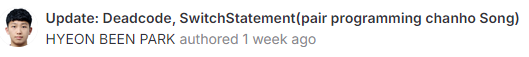 Update: Deadcode, SwitchStatement(pair programming chanho Song)
HYEON BEEN PARK authored 1 week ago